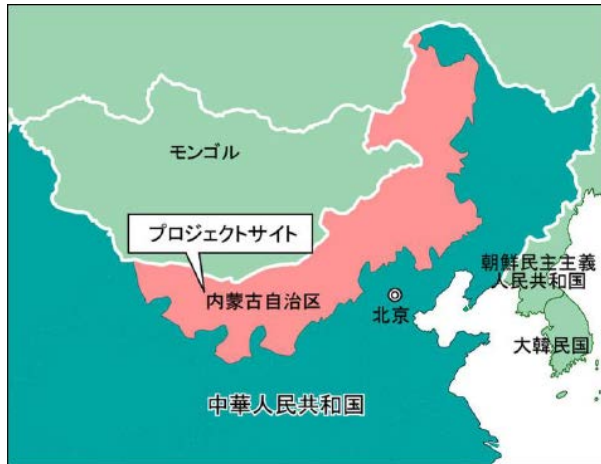 モンゴル
プロジェクトサイト
内蒙古自治区
北京
朝鮮民主主義
人民共和国
大韓民国
中華人民共和国